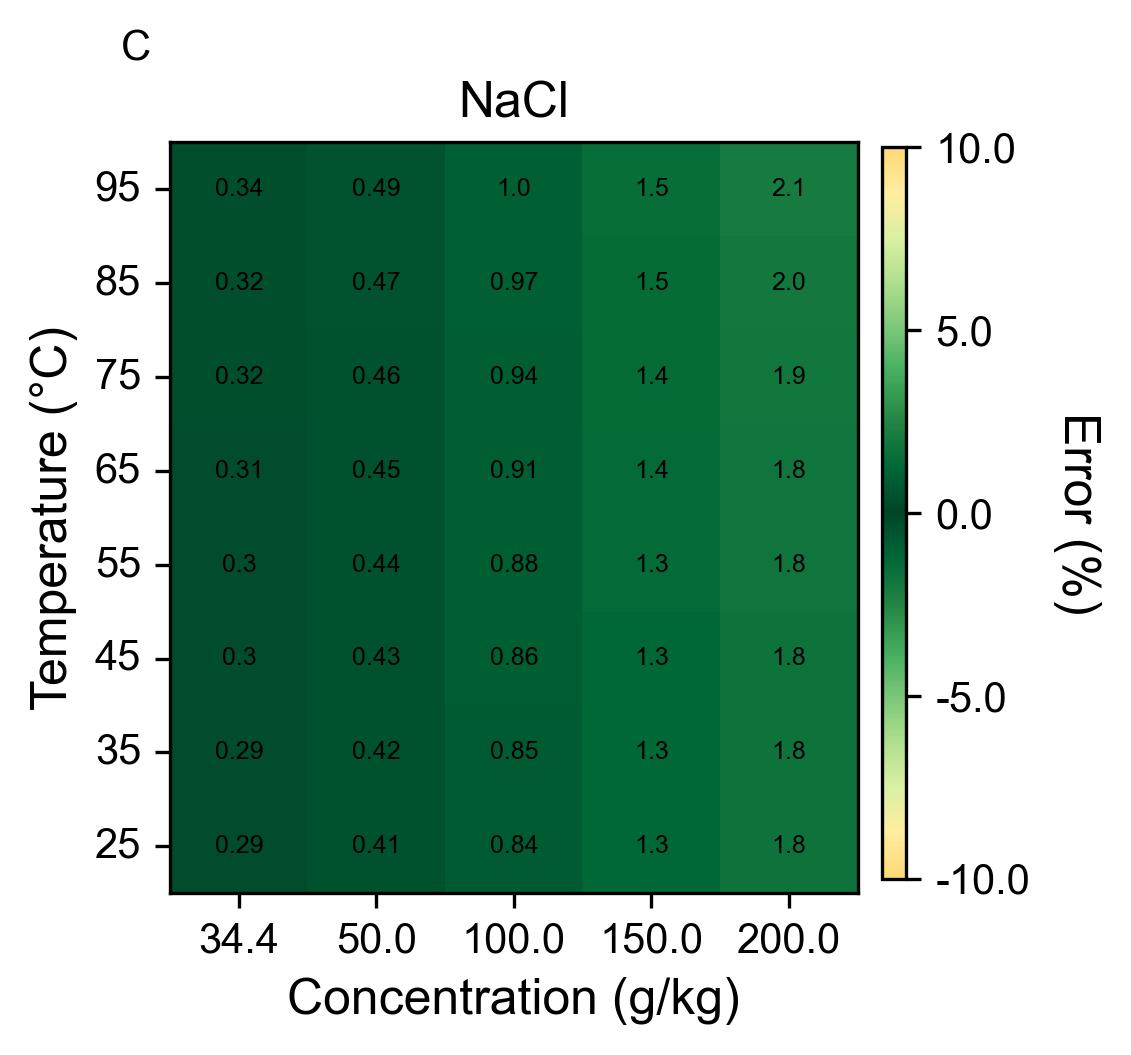 C
NaCl
95 0.34 0.49 1.0 1.5 2.1
85 0.32 0.47 0.97 1.5 2.0
75 0.32 0.46 0.94 1.4 1.9
65 0.31 0.45 0.91 1.4 1.8
55 0.3 0.44 0.88 1.3 1.8
45 0.3 0.43 0.86 1.3 1.8
35 0.29 0.42 0.85 1.3 1.8
25 0.29 0.41 0.84 1.3 1.8
34.4 50.0 100.0 150.0 200.0
Concentration (g/kg)
Temperature (°C)
10.0
5.0
0.0
-5.0
-10.0
Error (%)